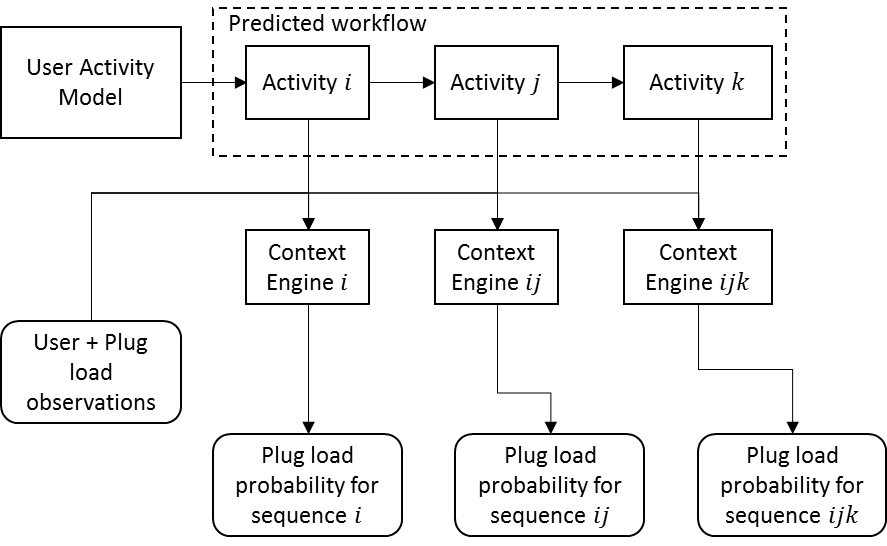 Predicted workflow
User Activity
Model
Activity i
Activity j
Activity k
Context
Engine i
Context
Engine ij
Context
Engine ijk
User + Plug
load
observations
Plug load
probability for
sequence i
Plug load
probability for
sequence ij
Plug load
probability for
sequence ijk